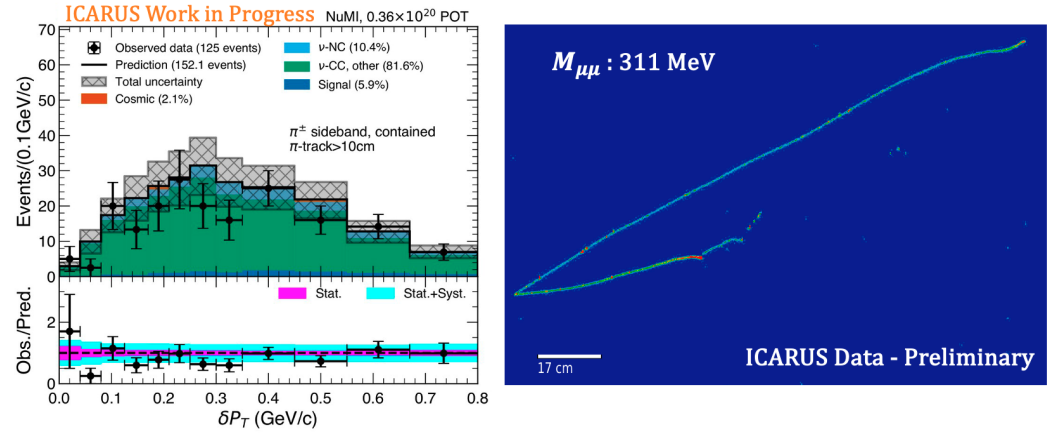 ICARUS Work in Progress
NuMI, 0.36×10²⁰ POT
Observed data (125 events)
Prediction (152.1 events)
Total uncertainty
Cosmic (2.1%)
ν-NC (10.4%)
ν-CC, other (81.6%)
Signal (5.9%)
π± sideband, contained
π-track>10cm
Events/(0.1GeV/c)
70
60
50
40
30
20
10
0
Stat.
Stat.+Syst.
Obs./Pred.
2
1
0
0.0 0.1 0.2 0.3 0.4 0.5 0.6 0.7 0.8
δP_T (GeV/c)
M_μμ : 311 MeV
17 cm
ICARUS Data - Preliminary